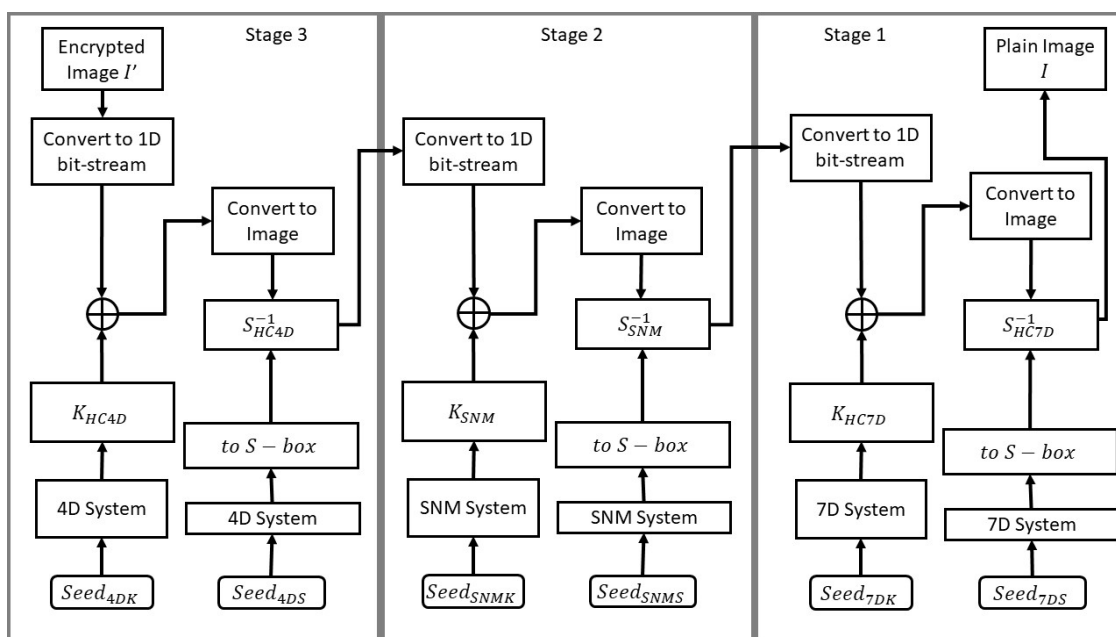 Stage 3
Encrypted
Image I′
Convert to 1D
bit-stream
Convert to
Image
S_{HC4D}^{-1}
K_{HC4D}
to S − box
4D System
4D System
Seed_{4DK}
Seed_{4DS}
Stage 2
Convert to 1D
bit-stream
Convert to
Image
S_{SNM}^{-1}
K_{SNM}
to S − box
SNM System
SNM System
Seed_{SNMK}
Seed_{SNMS}
Stage 1
Plain Image
I
Convert to 1D
bit-stream
Convert to
Image
S_{HC7D}^{-1}
K_{HC7D}
to S − box
7D System
7D System
Seed_{7DK}
Seed_{7DS}